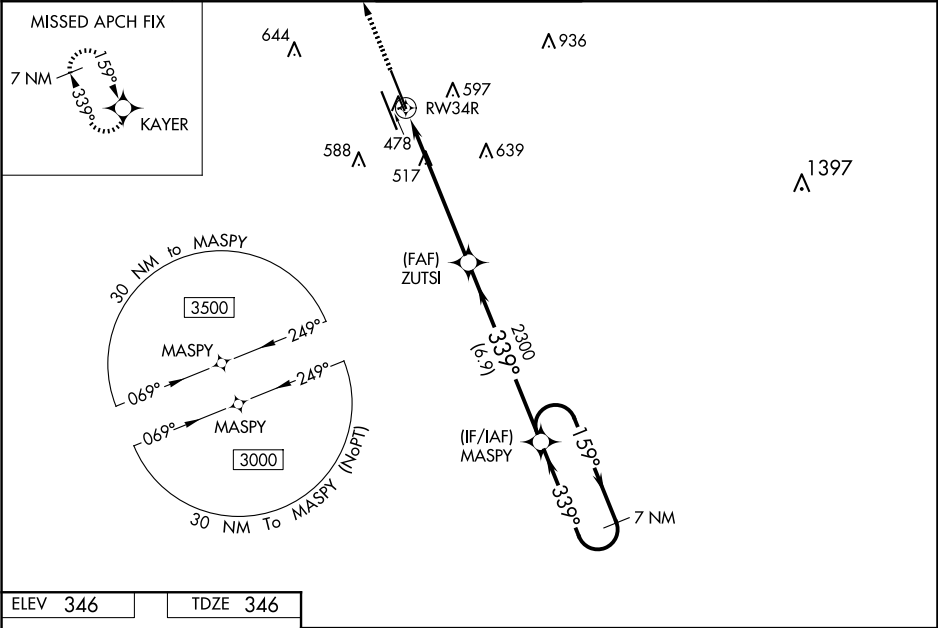 MISSED APCH FIX
7 NM
159°
339°
KAYER
644
936
597
RW34R
478
588
517
639
1397
(FAF)
ZUTSI
2300
339°
(6.9)
(IF/IAF)
MASPY
159°
339°
7 NM
30 NM to MASPY
3500
MASPY
249°
069°
249°
069°
MASPY
3000
30 NM To MASPY (NoPT)
ELEV 346
TDZE 346